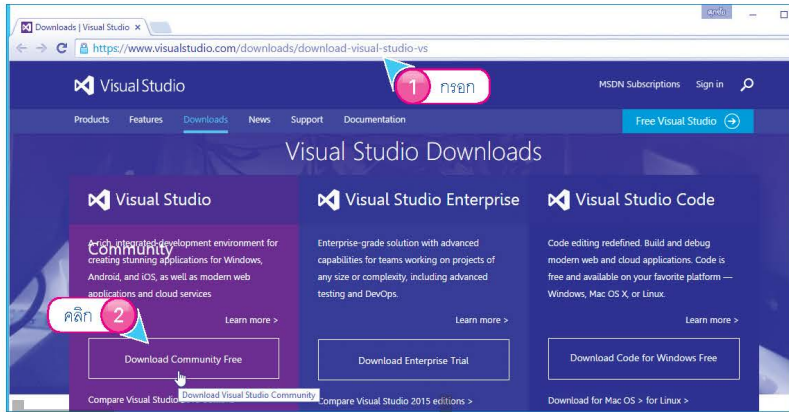 Downloads | Visual Studio ×
https://www.visualstudio.com/downloads/download-visual-studio-vs
1 กรอก
Visual Studio
MSDN Subscriptions Sign in
Products Features Downloads News Support Documentation
Free Visual Studio
Visual Studio Downloads
Visual Studio
Community
A rich, integrated development environment for
creating stunning applications for Windows,
Android, and iOS, as well as modern web
applications and cloud services
Learn more >
คลิก 2
Download Community Free
Download Visual Studio Community
Compare Visual Studio
Visual Studio Enterprise
Enterprise-grade solution with advanced
capabilities for teams working on projects of
any size or complexity, including advanced
testing and DevOps.
Learn more >
Download Enterprise Trial
Compare Visual Studio 2015 editions >
Visual Studio Code
Code editing redefined. Build and debug
modern web and cloud applications. Code is
free and available on your favorite platform —
Windows, Mac OS X, or Linux.
Learn more >
Download Code for Windows Free
Download for Mac OS > for Linux >